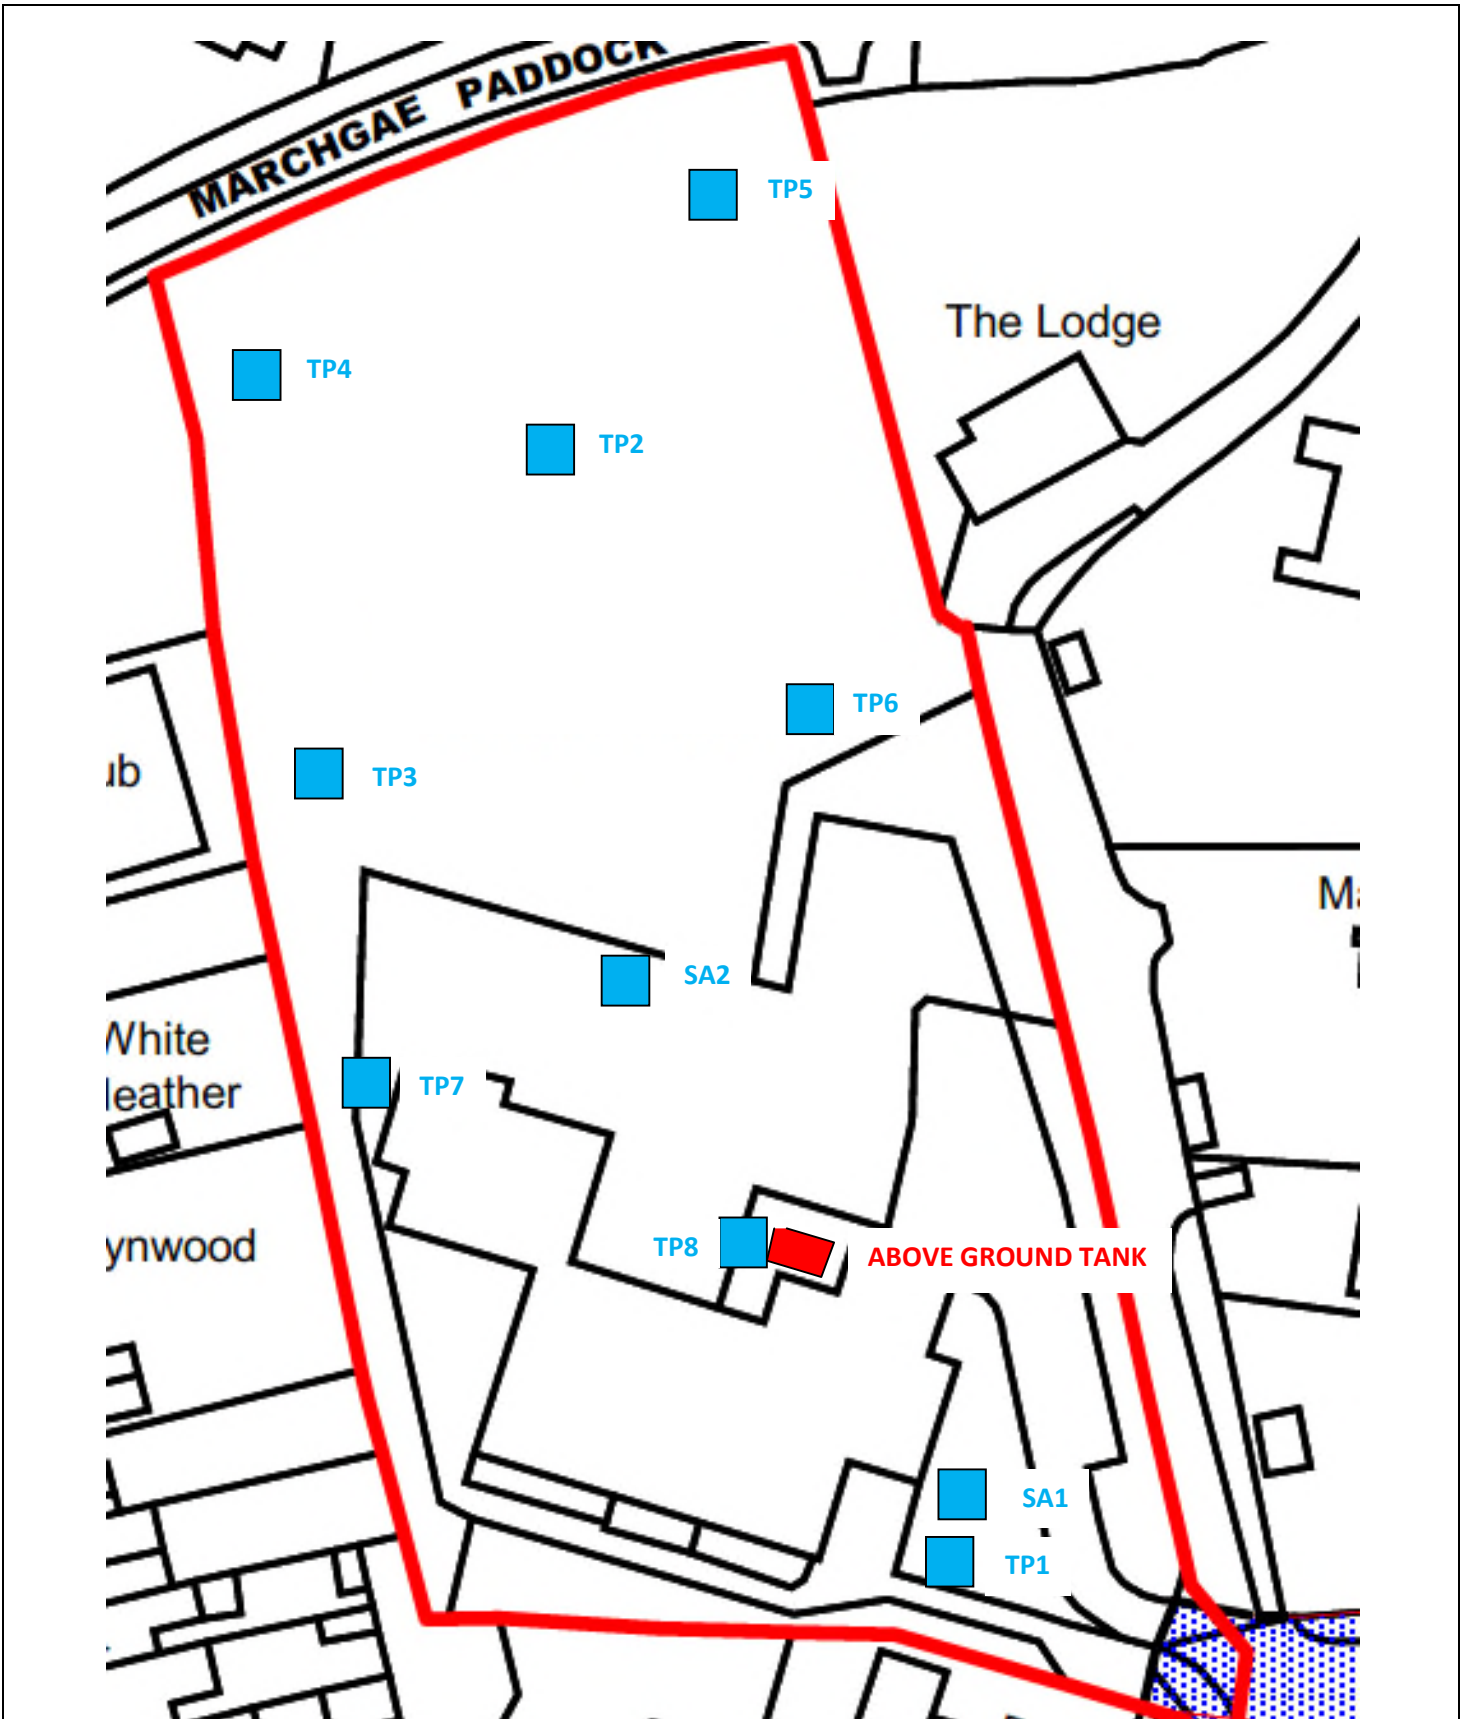 MARCHGAE PADDOCK
TP5
The Lodge
TP4
TP2
TP6
ub
TP3
Ma
SA2
White
Heather
TP7
ynwood
TP8
ABOVE GROUND TANK
SA1
TP1